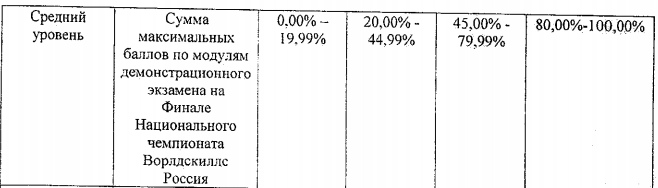 Средний
уровень
Сумма
максимальных
баллов по модулям
демонстрационного
экзамена на
Финале
Национального
чемпионата
Ворлдскиллс
Россия
0,00% –
19,99%
20,00% -
44,99%
45,00% -
79,99%
80,00%-100,00%